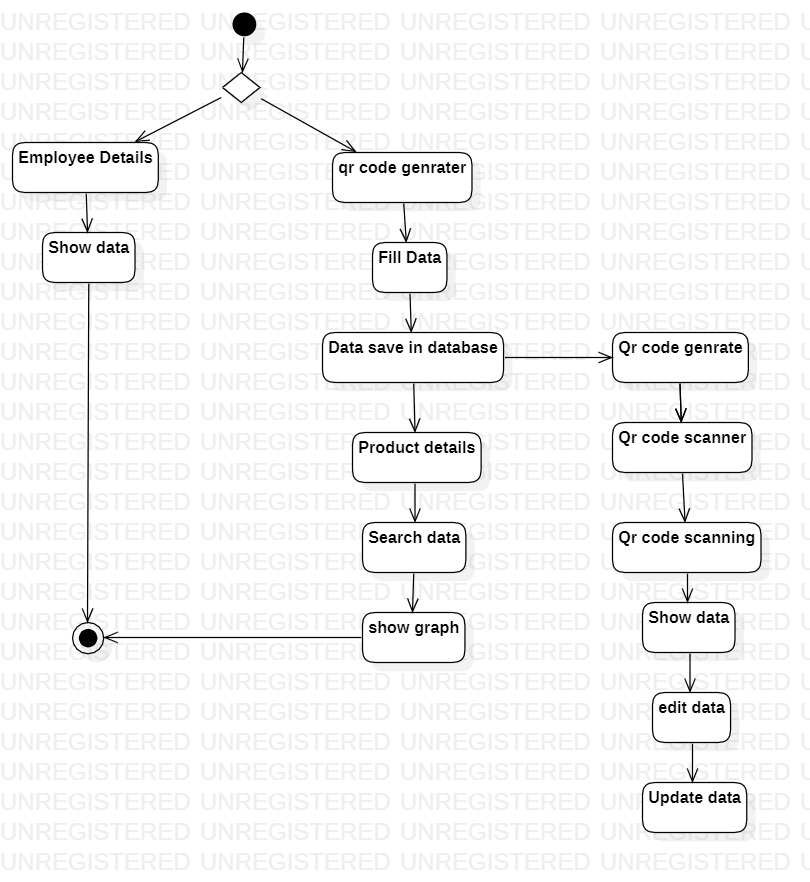 Employee Details
qr code genrater
Show data
Fill Data
Data save in database
Qr code genrate
Qr code scanner
Product details
Search data
Qr code scanning
show graph
Show data
edit data
Update data
UNREGISTERED